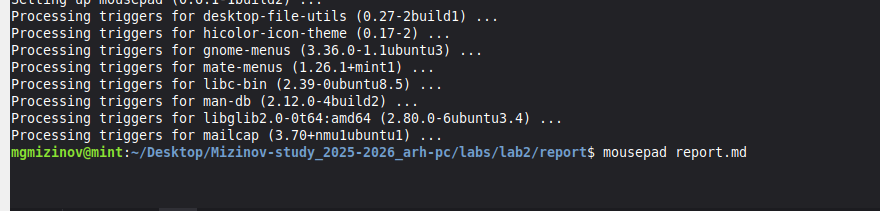 Setting up mousepad (0.6.1-1build2) ...
Processing triggers for desktop-file-utils (0.27-2build1) ...
Processing triggers for hicolor-icon-theme (0.17-2) ...
Processing triggers for gnome-menus (3.36.0-1.1ubuntu3) ...
Processing triggers for mate-menus (1.26.1+mint1) ...
Processing triggers for libc-bin (2.39-0ubuntu8.5) ...
Processing triggers for man-db (2.12.0-4build2) ...
Processing triggers for libglib2.0-0t64:amd64 (2.80.0-6ubuntu3.4) ...
Processing triggers for mailcap (3.70+nmu1ubuntu1) ...
mgmizinov@mint:~/Desktop/Mizinov-study_2025-2026_arh-pc/labs/lab2/report$ mousepad report.md